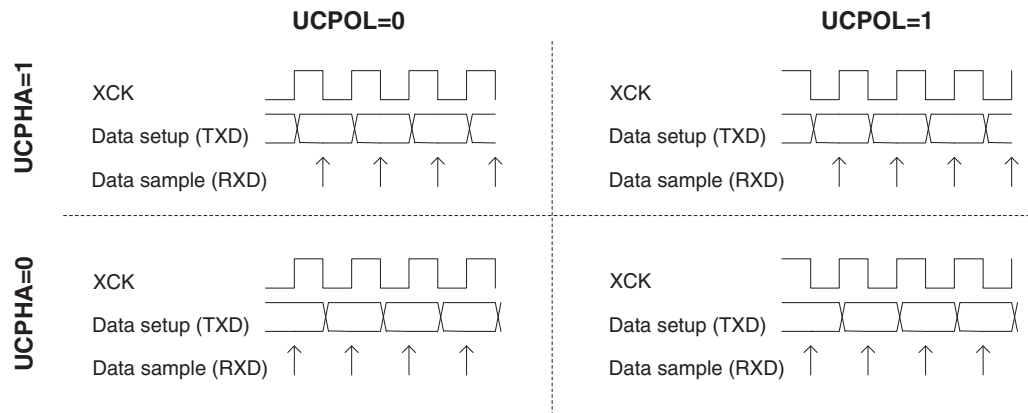 UCPOL=0
UCPOL=1
UCPHA=1
XCK
Data setup (TXD)
Data sample (RXD)
XCK
Data setup (TXD)
Data sample (RXD)
UCPHA=0
XCK
Data setup (TXD)
Data sample (RXD)
XCK
Data setup (TXD)
Data sample (RXD)